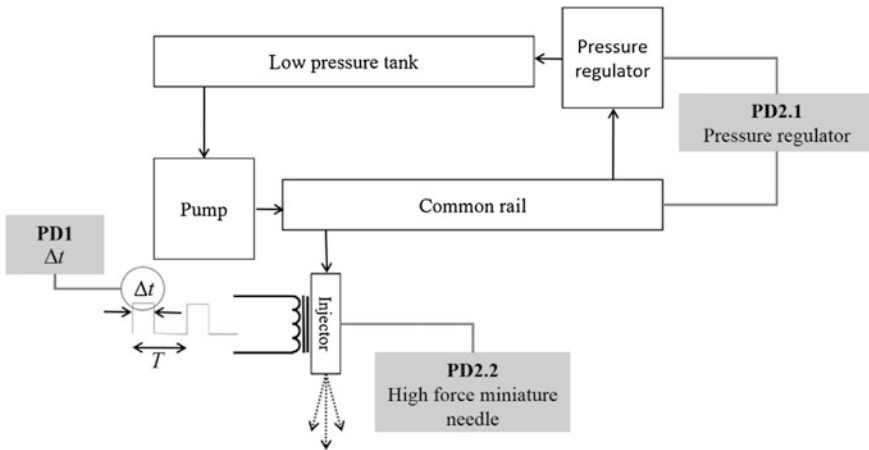 Low pressure tank
Pressure
regulator
PD2.1
Pressure regulator
Pump
Common rail
PD1
Δt
Δt
Injector
T
PD2.2
High force miniature
needle